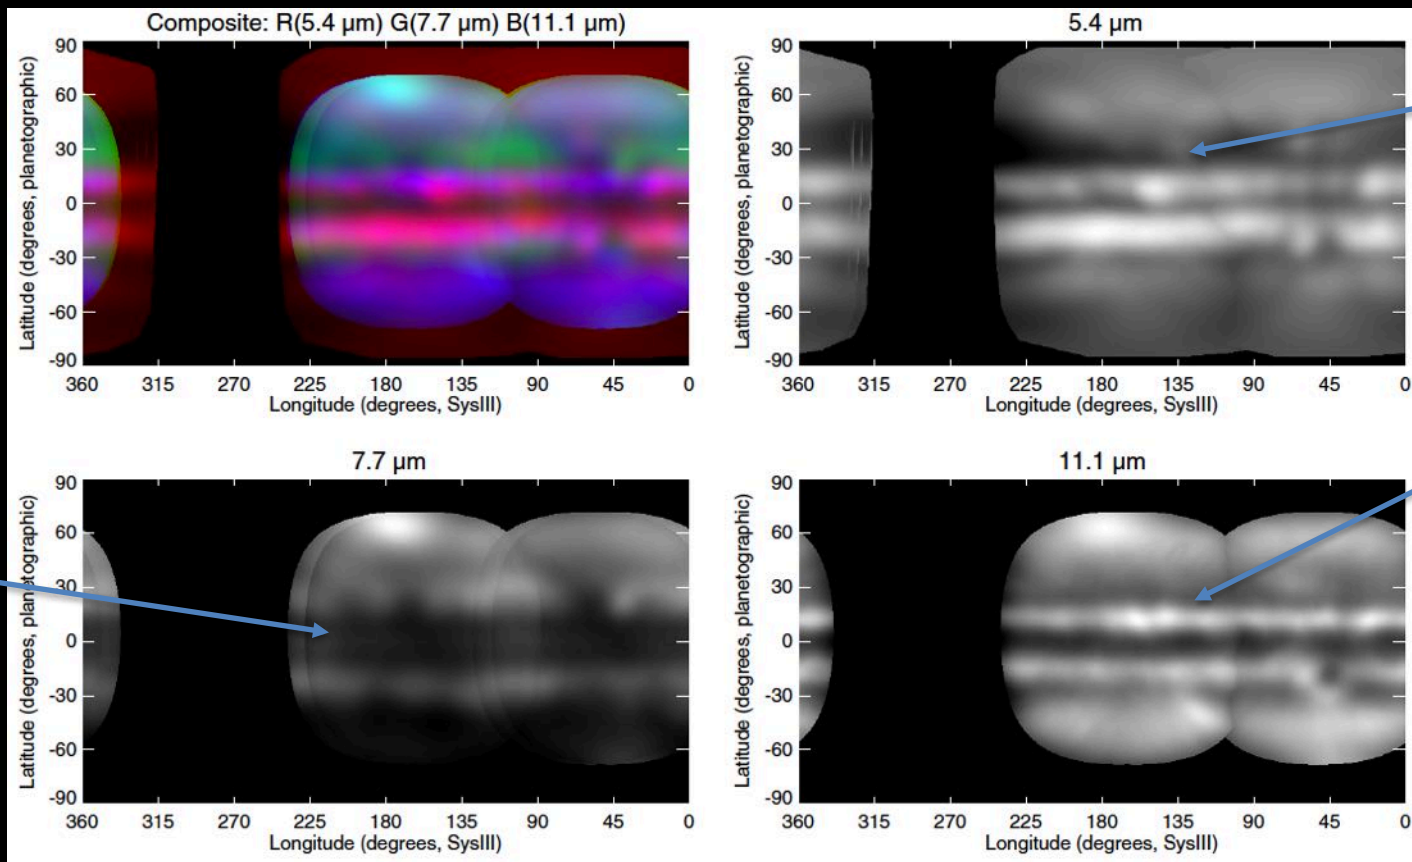 Composite: R(5.4 µm) G(7.7 µm) B(11.1 µm)
Latitude (degrees, planetographic)
90
60
30
0
-30
-60
-90
360 315 270 225 180 135 90 45 0
Longitude (degrees, SysIII)
5.4 µm
Latitude (degrees, planetographic)
90
60
30
0
-30
-60
-90
360 315 270 225 180 135 90 45 0
Longitude (degrees, SysIII)
7.7 µm
Latitude (degrees, planetographic)
90
60
30
0
-30
-60
-90
360 315 270 225 180 135 90 45 0
Longitude (degrees, SysIII)
11.1 µm
Latitude (degrees, planetographic)
90
60
30
0
-30
-60
-90
360 315 270 225 180 135 90 45 0
Longitude (degrees, SysIII)